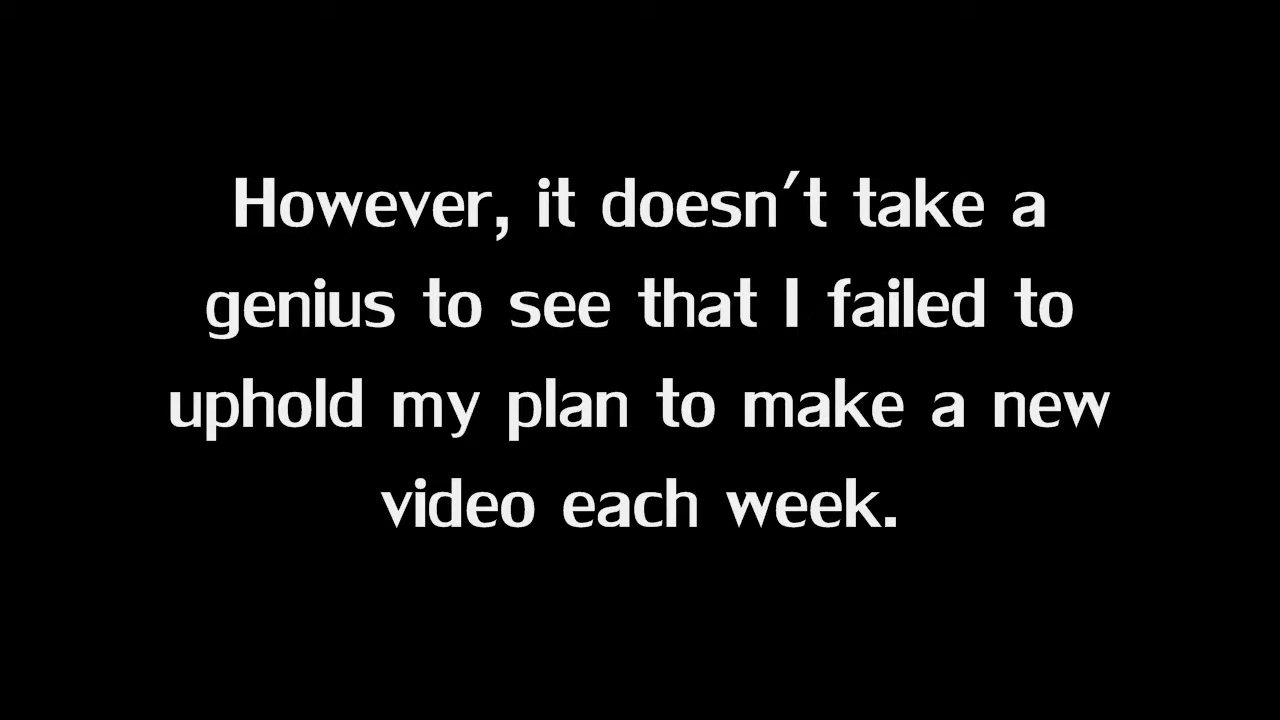 However, it doesn't take a
genius to see that I failed to
uphold my plan to make a new
video each week.